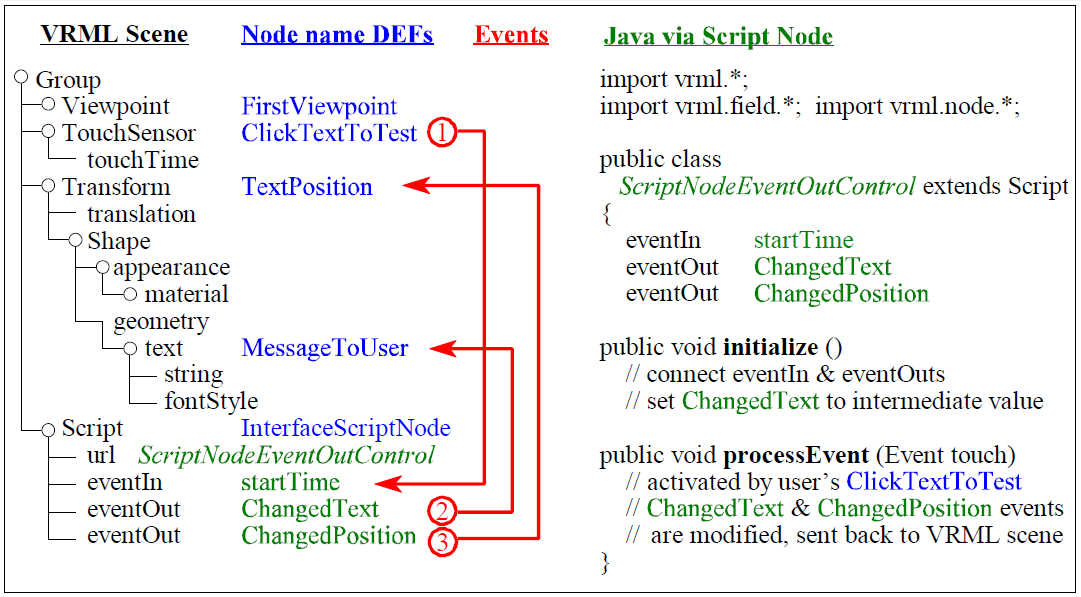 VRML Scene Node name DEFs Events Java via Script Node
Group
Viewpoint FirstViewpoint
TouchSensor ClickTextToTest 1
touchTime
Transform TextPosition
translation
Shape
appearance
material
geometry
text MessageToUser
string
fontStyle
Script InterfaceScriptNode
url ScriptNodeEventOutControl
eventIn startTime
eventOut ChangedText 2
eventOut ChangedPosition 3
import vrml.*;
import vrml.field.*; import vrml.node.*;
public class
ScriptNodeEventOutControl extends Script
{
eventIn startTime
eventOut ChangedText
eventOut ChangedPosition
public void initialize ()
// connect eventIn & eventOuts
// set ChangedText to intermediate value
public void processEvent (Event touch)
// activated by user’s ClickTextToTest
// ChangedText & ChangedPosition events
// are modified, sent back to VRML scene
}